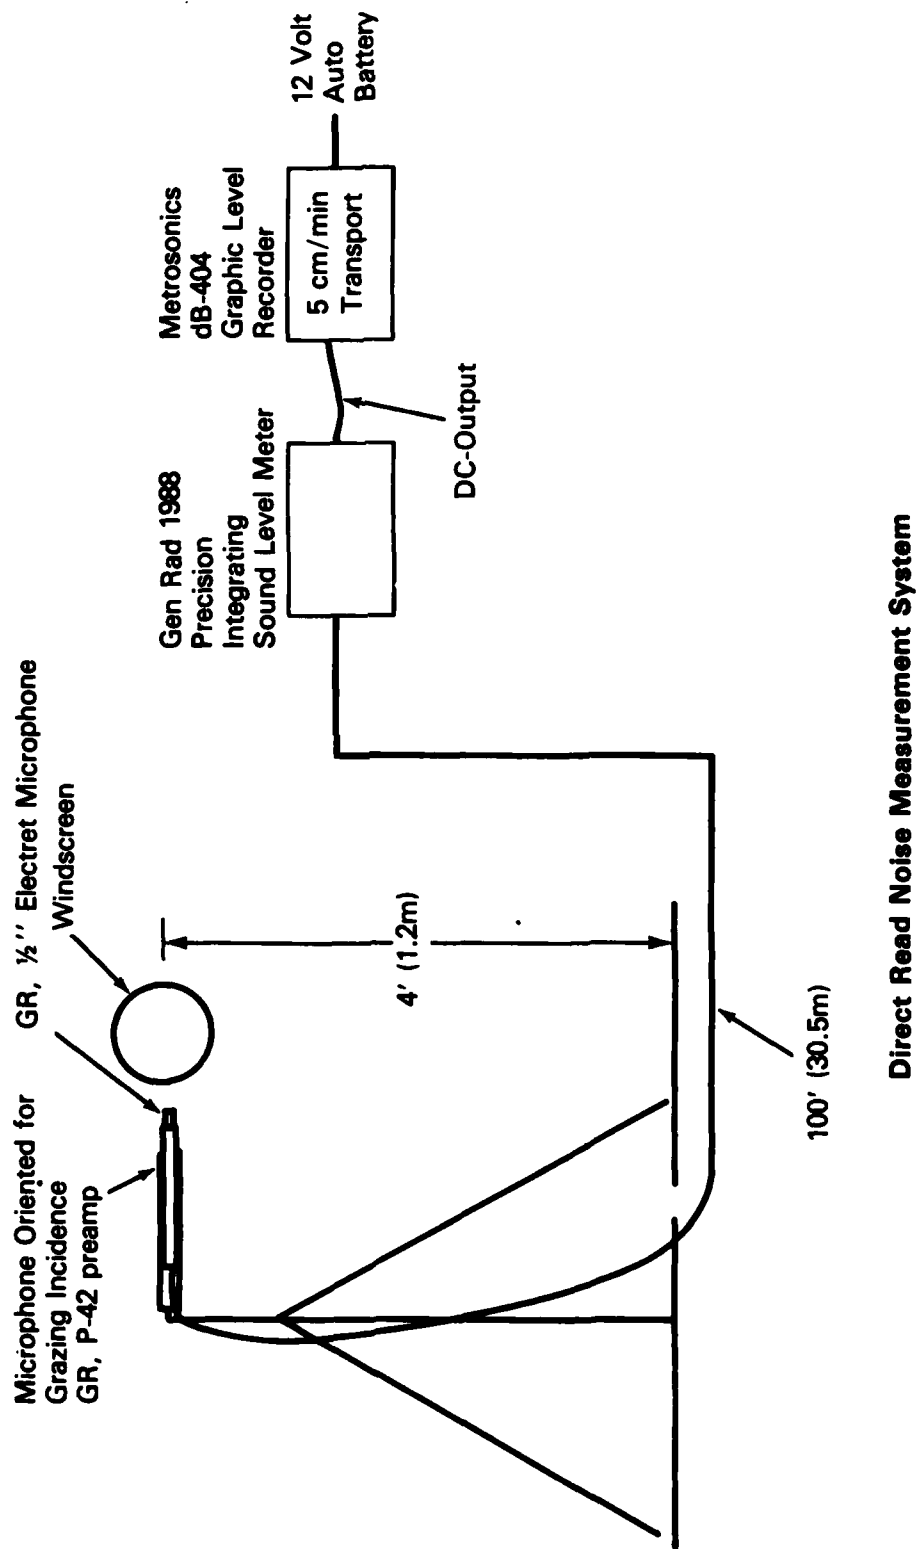 Microphone Oriented for
Grazing Incidence
GR, P-42 preamp
GR, ½'' Electret Microphone
Windscreen
Gen Rad 1988
Precision
Integrating
Sound Level Meter
Metrosonics
dB-404
Graphic Level
Recorder
5 cm/min
Transport
12 Volt
Auto
Battery
DC-Output
4' (1.2m)
100' (30.5m)
Direct Read Noise Measurement System